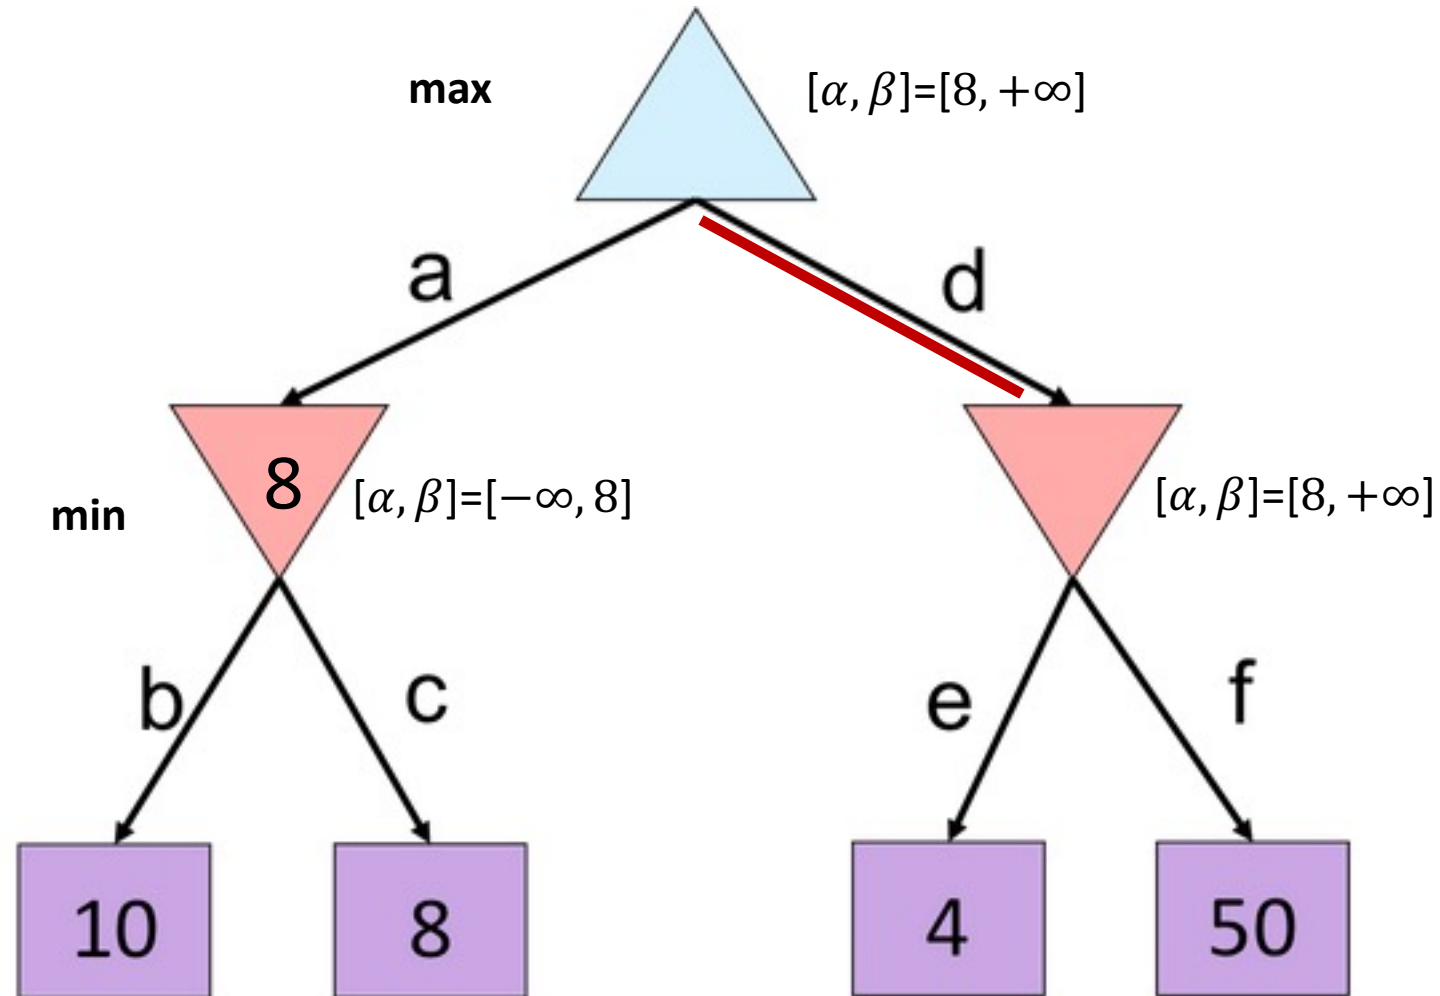 max
[𝛼, 𝛽]=[8, +∞]
a
d
8
[𝛼, 𝛽]=[−∞, 8]
[𝛼, 𝛽]=[8, +∞]
min
b
c
e
f
10
8
4
50